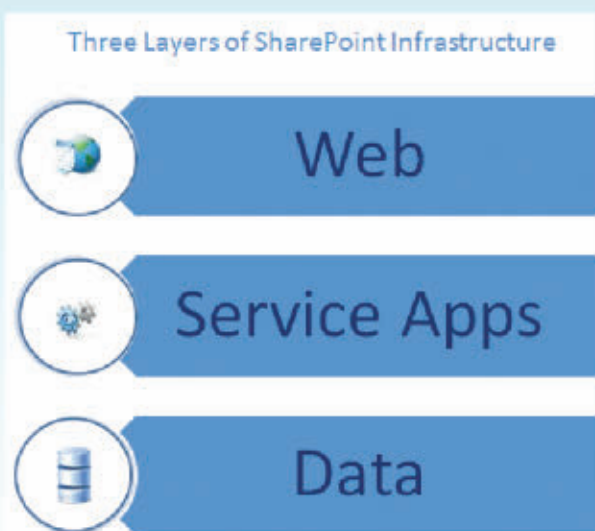 Three Layers of SharePoint Infrastructure
Web
Service Apps
Data